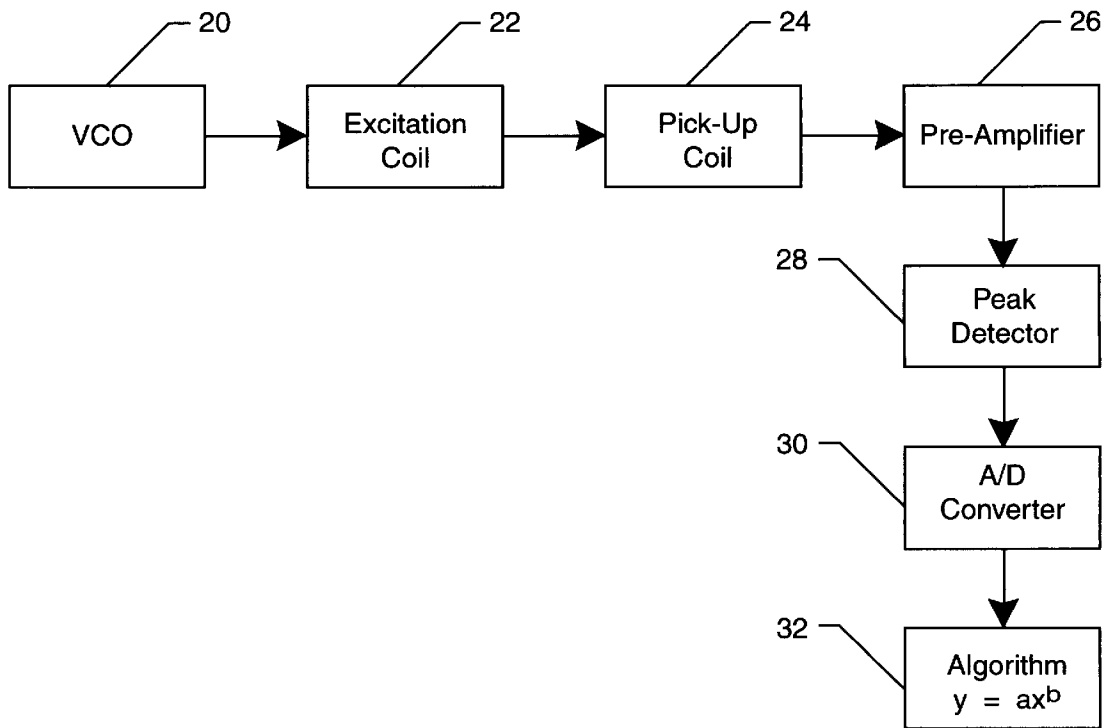 20
22
24
26
VCO
Excitation
Coil
Pick-Up
Coil
Pre-Amplifier
28
Peak
Detector
30
A/D
Converter
32
Algorithm
y = axᵇ